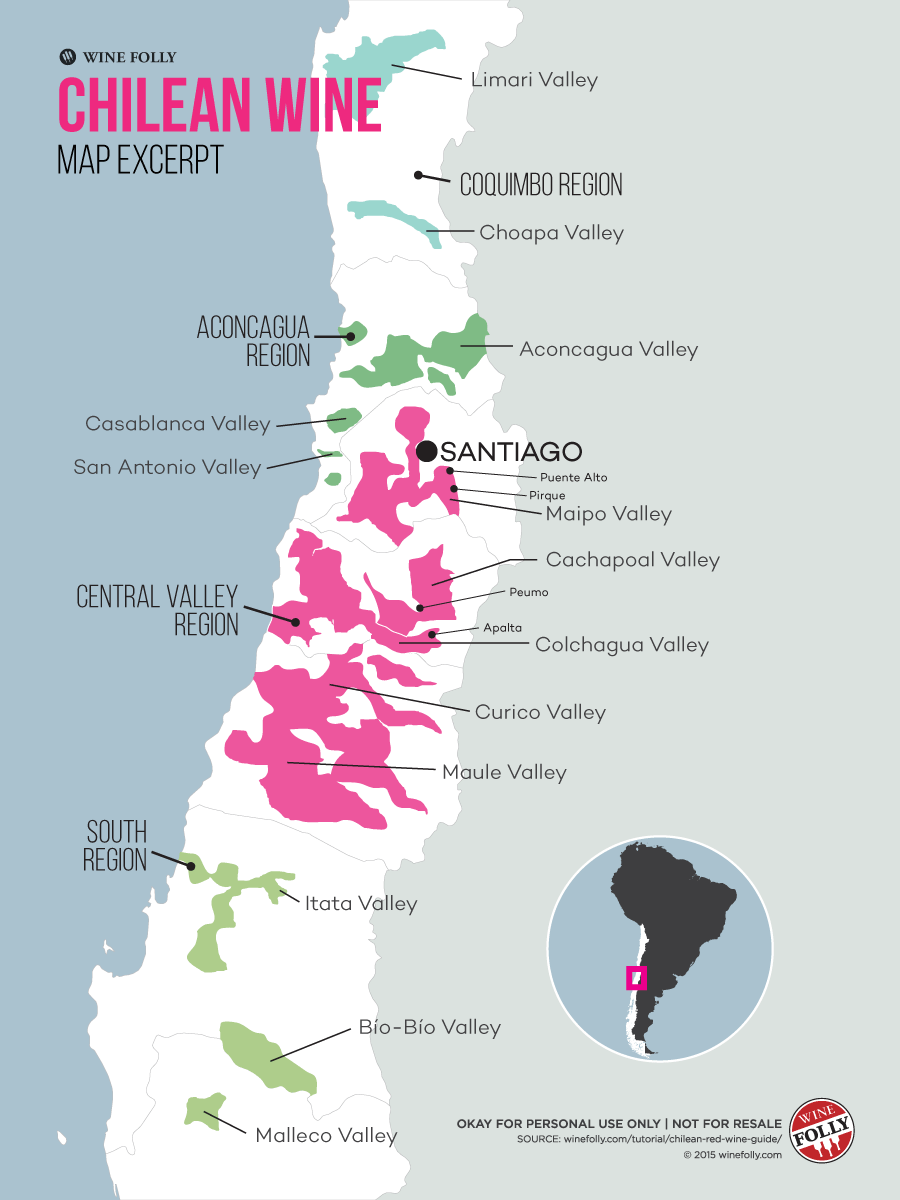 WINE FOLLY
CHILEAN WINE
MAP EXCERPT
Limari Valley
COQUIMBO REGION
Choapa Valley
ACONCAGUA
REGION
Aconcagua Valley
Casablanca Valley
San Antonio Valley
SANTIAGO
Puente Alto
Pirque
Maipo Valley
Cachapoal Valley
Peumo
CENTRAL VALLEY
REGION
Apalta
Colchagua Valley
Curico Valley
Maule Valley
SOUTH
REGION
Itata Valley
Bío-Bío Valley
Malleco Valley
OKAY FOR PERSONAL USE ONLY | NOT FOR RESALE
SOURCE: winefolly.com/tutorial/chilean-red-wine-guide/
© 2015 winefolly.com
WINE
FOLLY